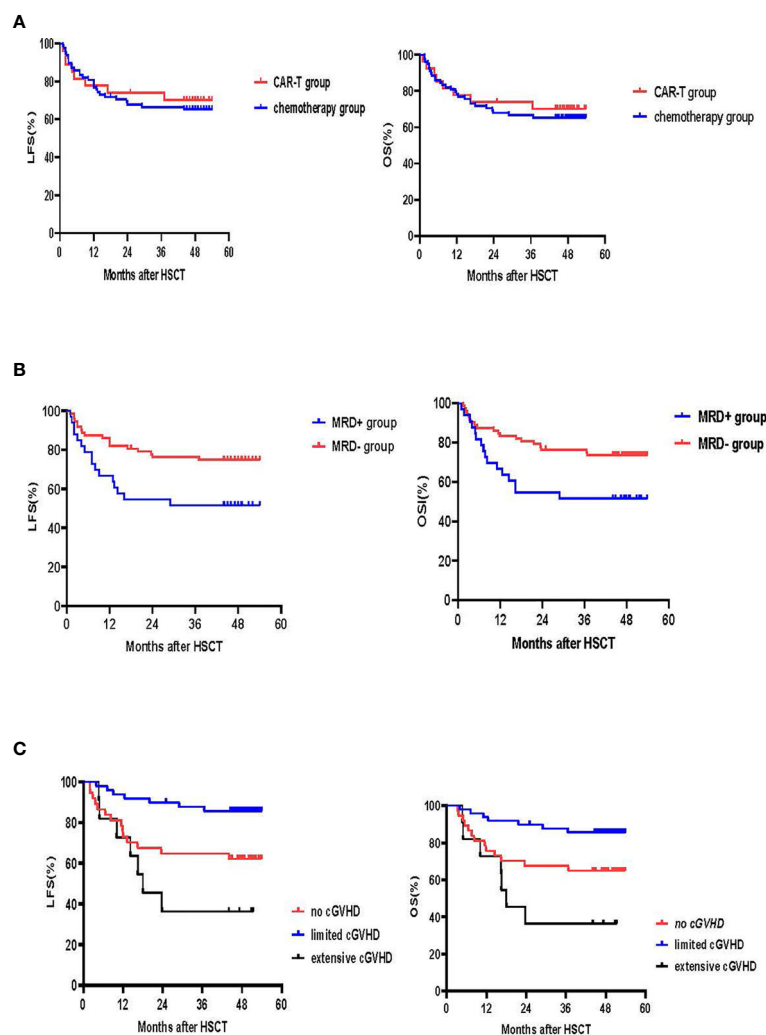 A
100
80
60
40
20
0
LFS(%)
0 12 24 36 48 60
Months after HSCT
CAR-T group
chemotherapy group
100
80
60
40
20
0
OS(%)
0 12 24 36 48 60
Months after HSCT
CAR-T group
chemotherapy group
B
100
80
60
40
20
0
LFS(%)
0 12 24 36 48 60
Months after HSCT
MRD+ group
MRD- group
100
80
60
40
20
0
OSI(%)
0 12 24 36 48 60
Months after HSCT
MRD+ group
MRD- group
C
100
80
60
40
20
0
LFS(%)
0 12 24 36 48 60
Months after HSCT
no cGVHD
limited cGVHD
extensive cGVHD
100
80
60
40
20
0
OS(%)
0 12 24 36 48 60
Months after HSCT
no cGVHD
limited cGVHD
extensive cGVHD